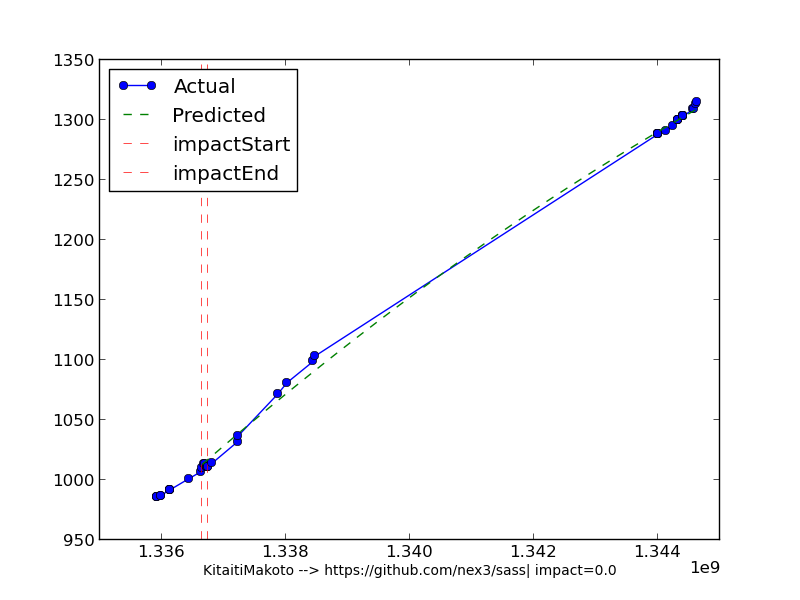 1350
1300
1250
1200
1150
1100
1050
1000
950
Actual
Predicted
impactStart
impactEnd
1.336 1.338 1.340 1.342 1.344
1e9
KitaitiMakoto --> https://github.com/nex3/sass| impact=0.0